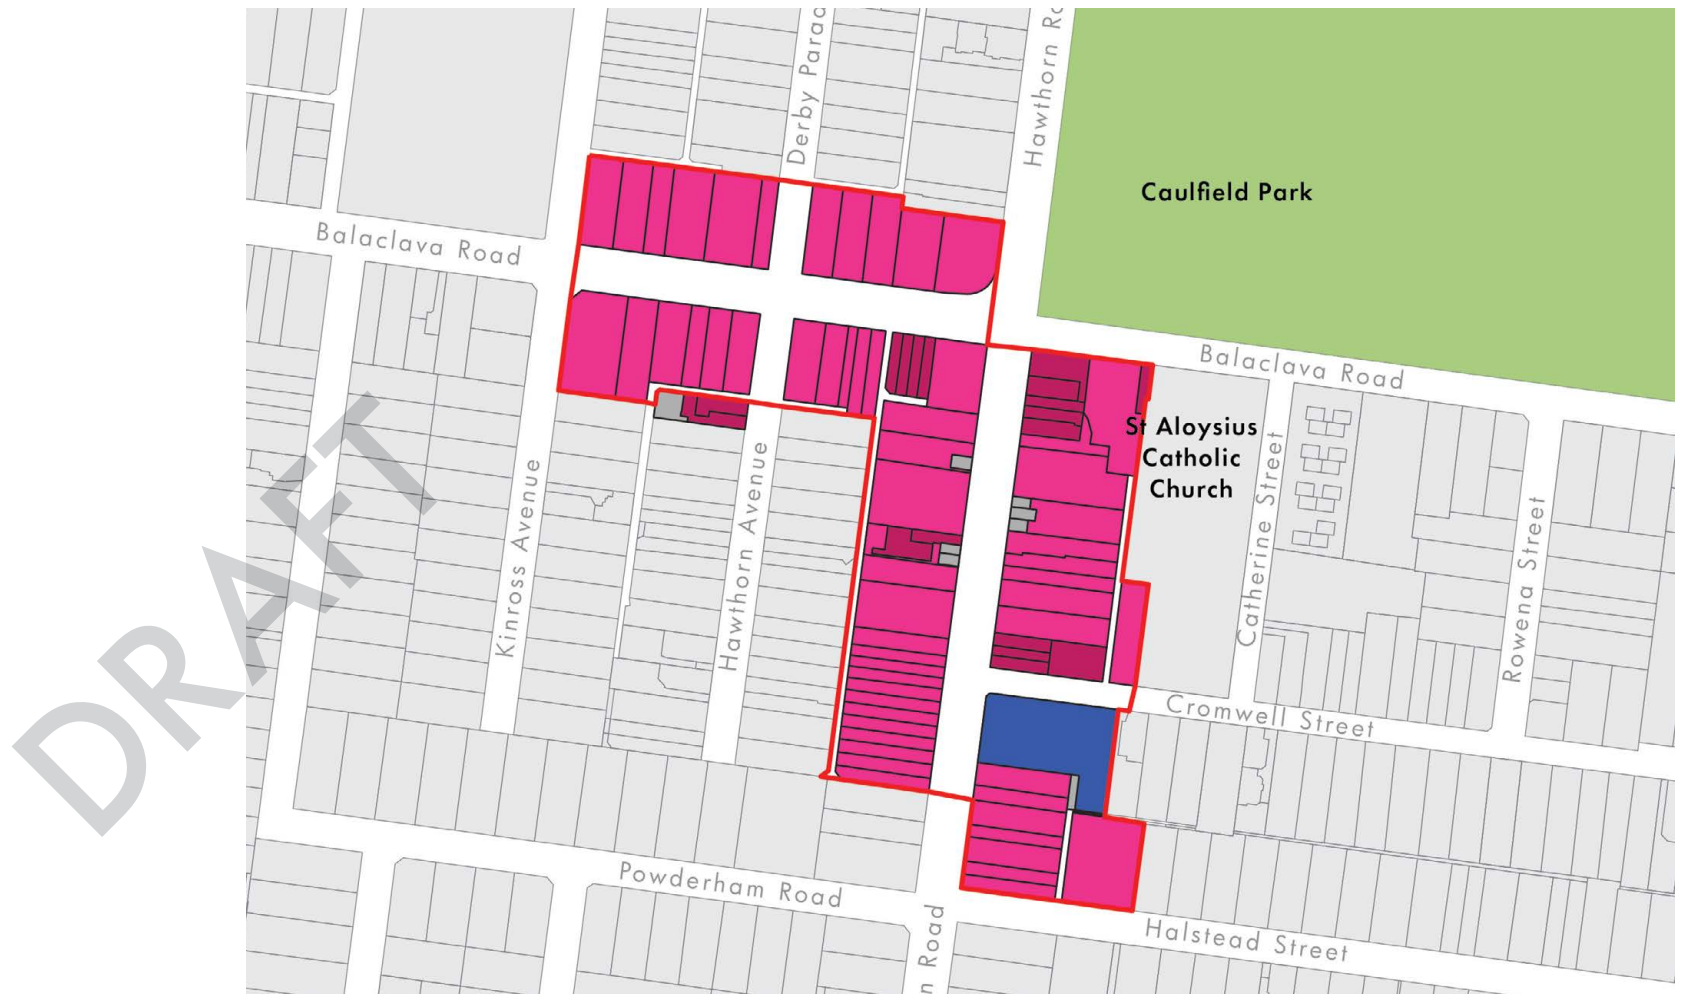 Derby Parad
Hawthorn Ro
Caulfield Park
Balaclava Road
Balaclava Road
St Aloysius
Catholic
Church
Kinross Avenue
Hawthorn Avenue
Catherine Street
Rowena Street
DRAFT
Cromwell Street
Powderham Road
n Road
Halstead Street